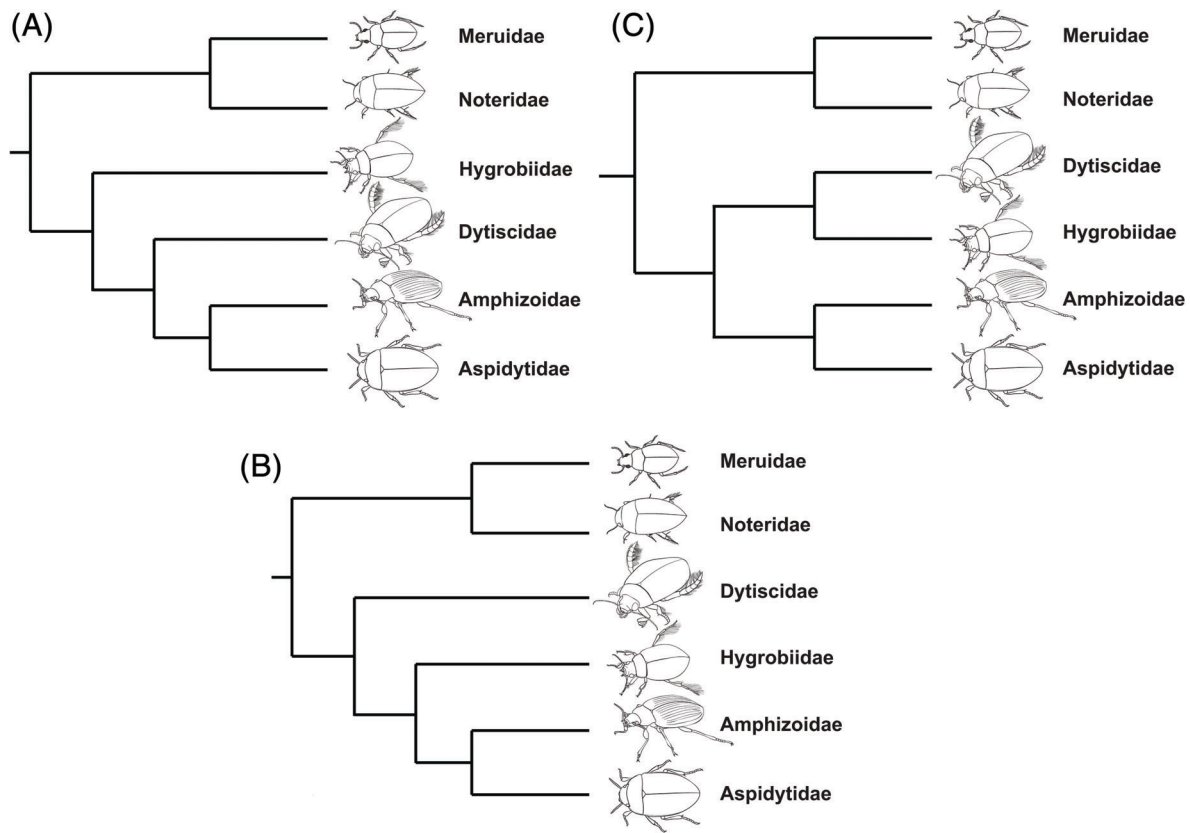 (A)
Meruidae
Noteridae
Hygrobiidae
Dytiscidae
Amphizoidae
Aspidytidae
(C)
Meruidae
Noteridae
Dytiscidae
Hygrobiidae
Amphizoidae
Aspidytidae
(B)
Meruidae
Noteridae
Dytiscidae
Hygrobiidae
Amphizoidae
Aspidytidae